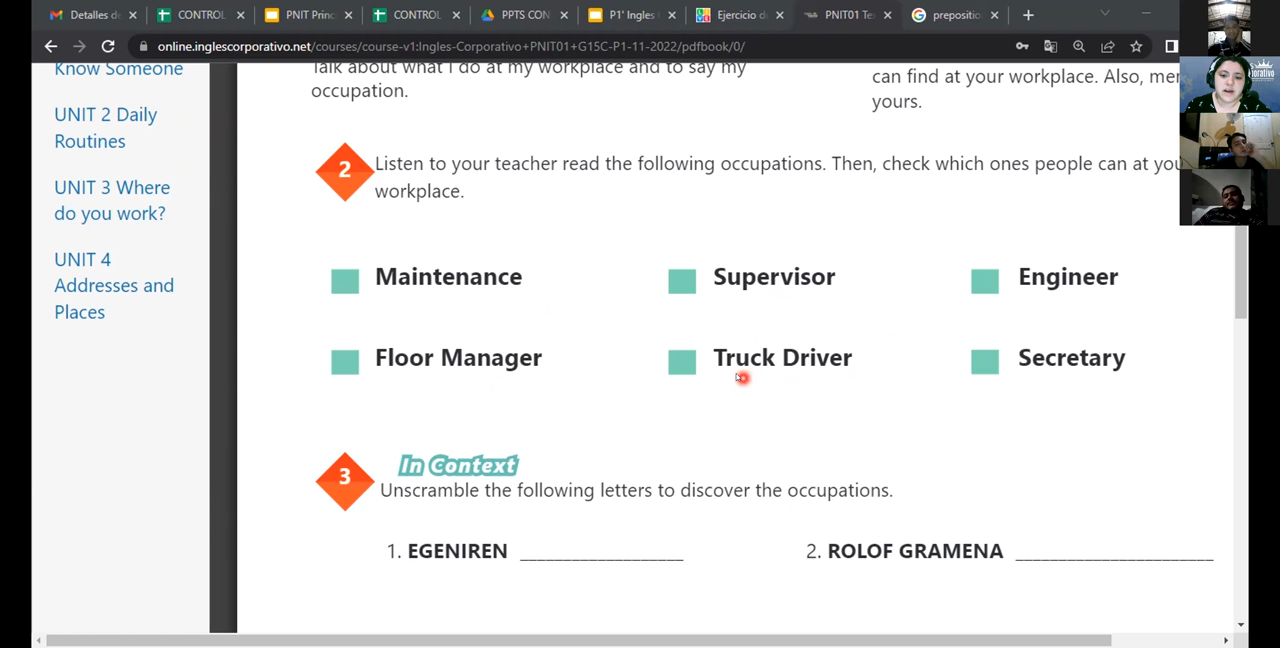 Detalles de
CONTROL
PNIT Princ
CONTROL
PPTS CON
P1' Ingles
Ejercicio d
PNIT01 Te
prepositio
online.inglescorporativo.net/courses/course-v1:Ingles-Corporativo+PNIT01+G15C-P1-11-2022/pdfbook/0/
Know Someone
UNIT 2 Daily
Routines
UNIT 3 Where
do you work?
UNIT 4
Addresses and
Places
Talk about what I do at my workplace and to say my
occupation.
can find at your workplace. Also, mer
yours.
2 Listen to your teacher read the following occupations. Then, check which ones people can at you
workplace.
Maintenance
Supervisor
Engineer
Floor Manager
Truck Driver
Secretary
3 In Context
Unscramble the following letters to discover the occupations.
1. EGENIREN ___________________
2. ROLOF GRAMENA ______________________